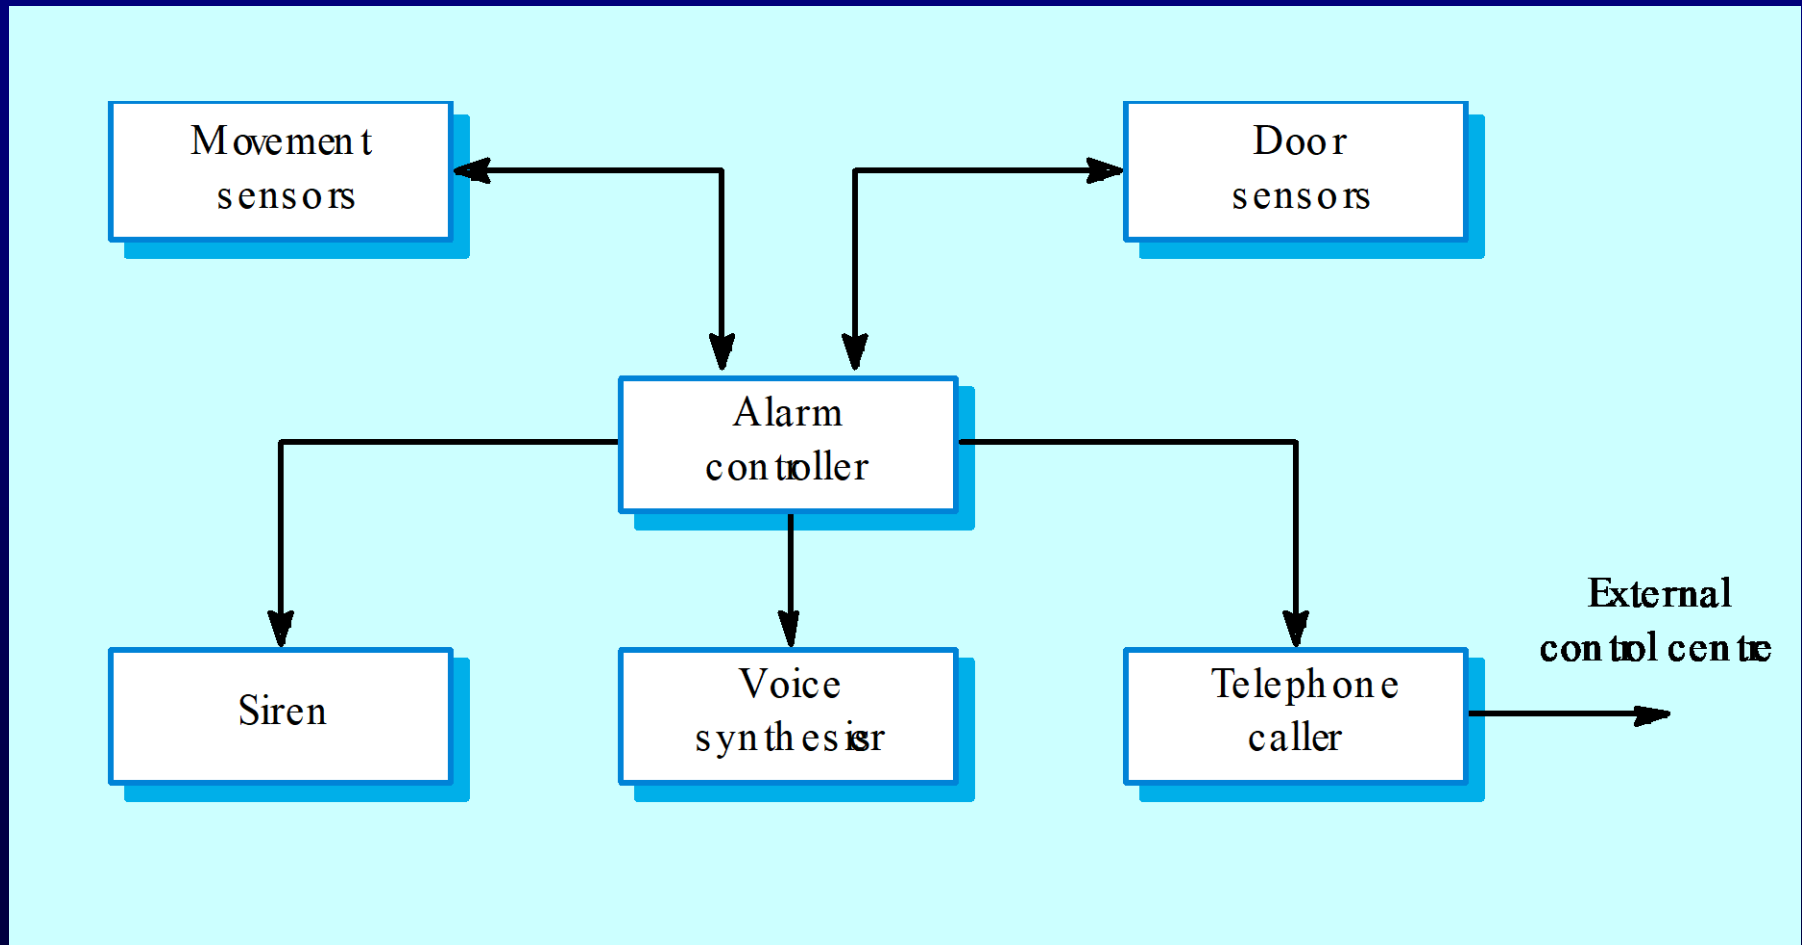 Movement
sensors
Door
sensors
Alarm
controller
Siren
Voice
synthesiser
Telephone
caller
External
control centre